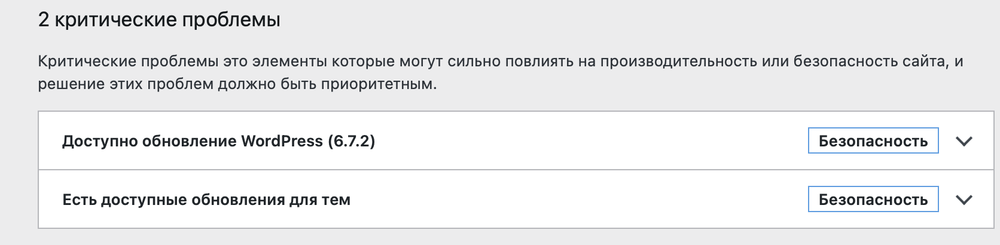 2 критические проблемы
Критические проблемы это элементы которые могут сильно повлиять на производительность или безопасность сайта, и
решение этих проблем должно быть приоритетным.
Доступно обновление WordPress (6.7.2)
Безопасность
Есть доступные обновления для тем
Безопасность